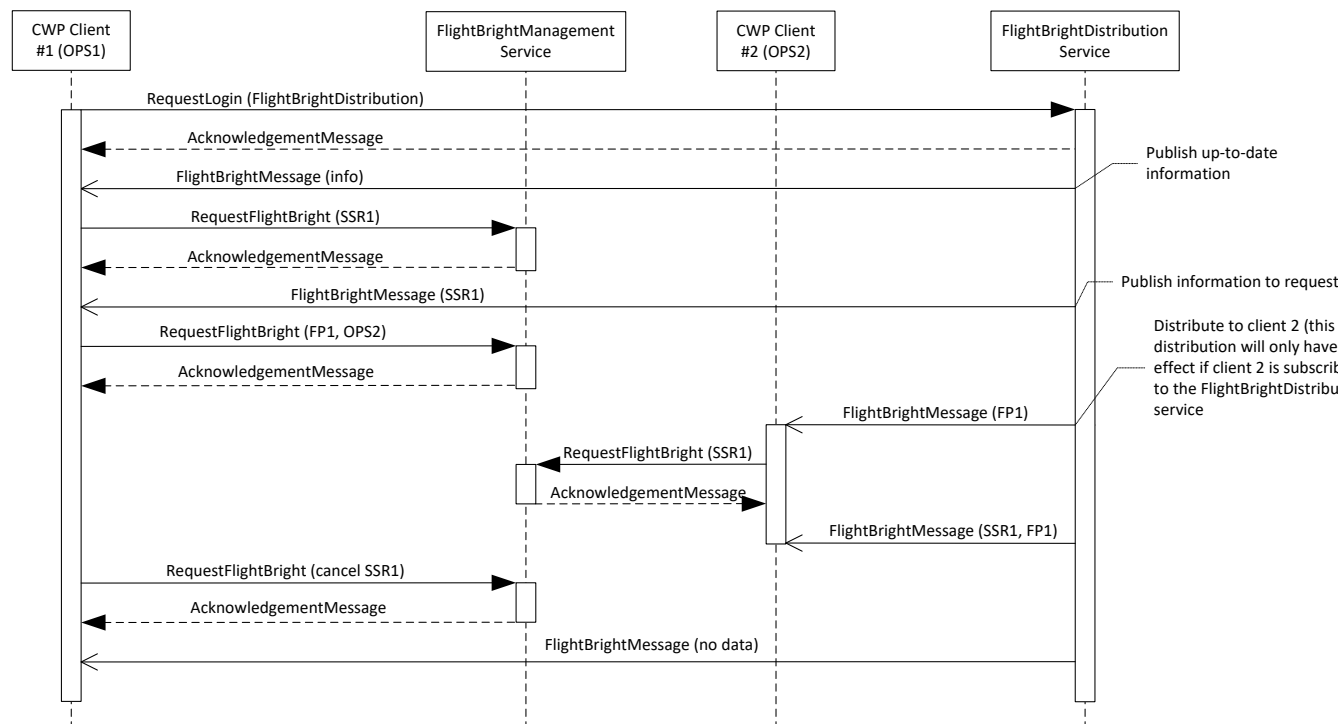 CWP Client
#1 (OPS1)
FlightBrightManagement
Service
CWP Client
#2 (OPS2)
FlightBrightDistribution
Service
RequestLogin (FlightBrightDistribution)
AcknowledgementMessage
Publish up-to-date
information
FlightBrightMessage (info)
RequestFlightBright (SSR1)
AcknowledgementMessage
Publish information to request
FlightBrightMessage (SSR1)
Distribute to client 2 (this
distribution will only have
effect if client 2 is subscrib
to the FlightBrightDistribu
service
RequestFlightBright (FP1, OPS2)
AcknowledgementMessage
FlightBrightMessage (FP1)
RequestFlightBright (SSR1)
AcknowledgementMessage
FlightBrightMessage (SSR1, FP1)
RequestFlightBright (cancel SSR1)
AcknowledgementMessage
FlightBrightMessage (no data)